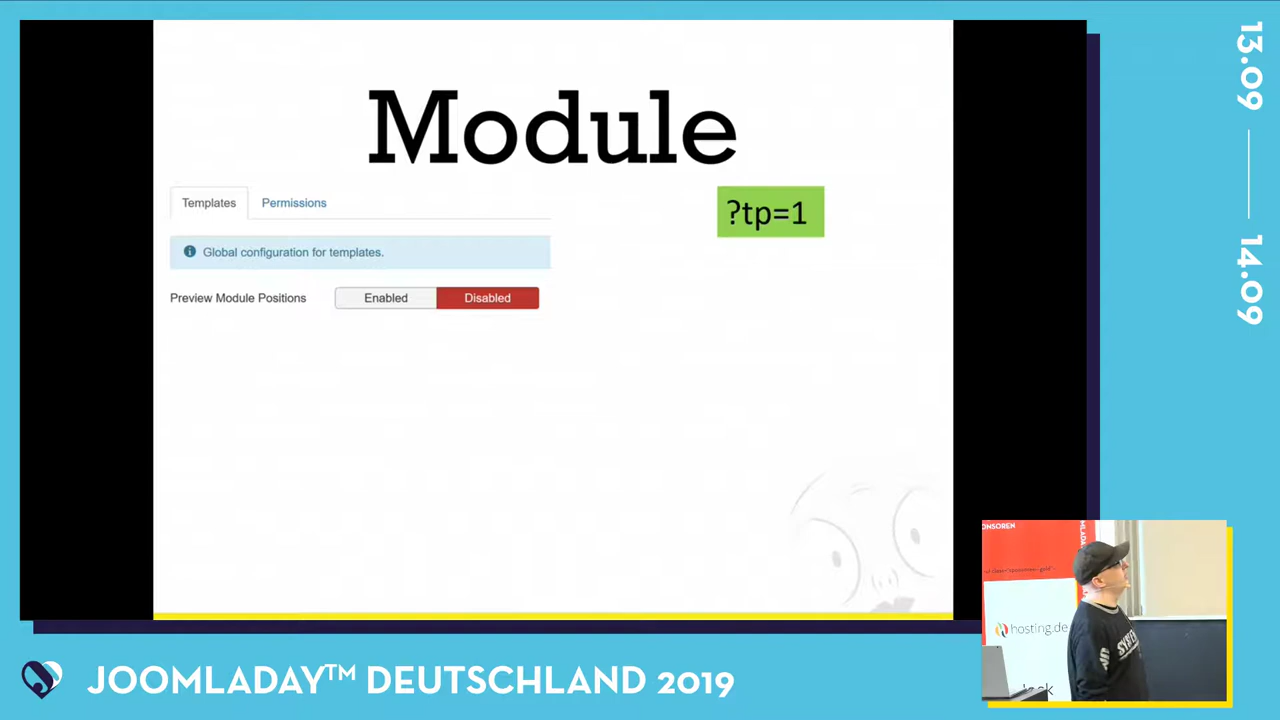 Module
Templates
Permissions
?tp=1
Global configuration for templates.
Preview Module Positions
Enabled
Disabled
13.09
14.09
ONSOREN
hosting.de
JOOMLADAY™ DEUTSCHLAND 2019